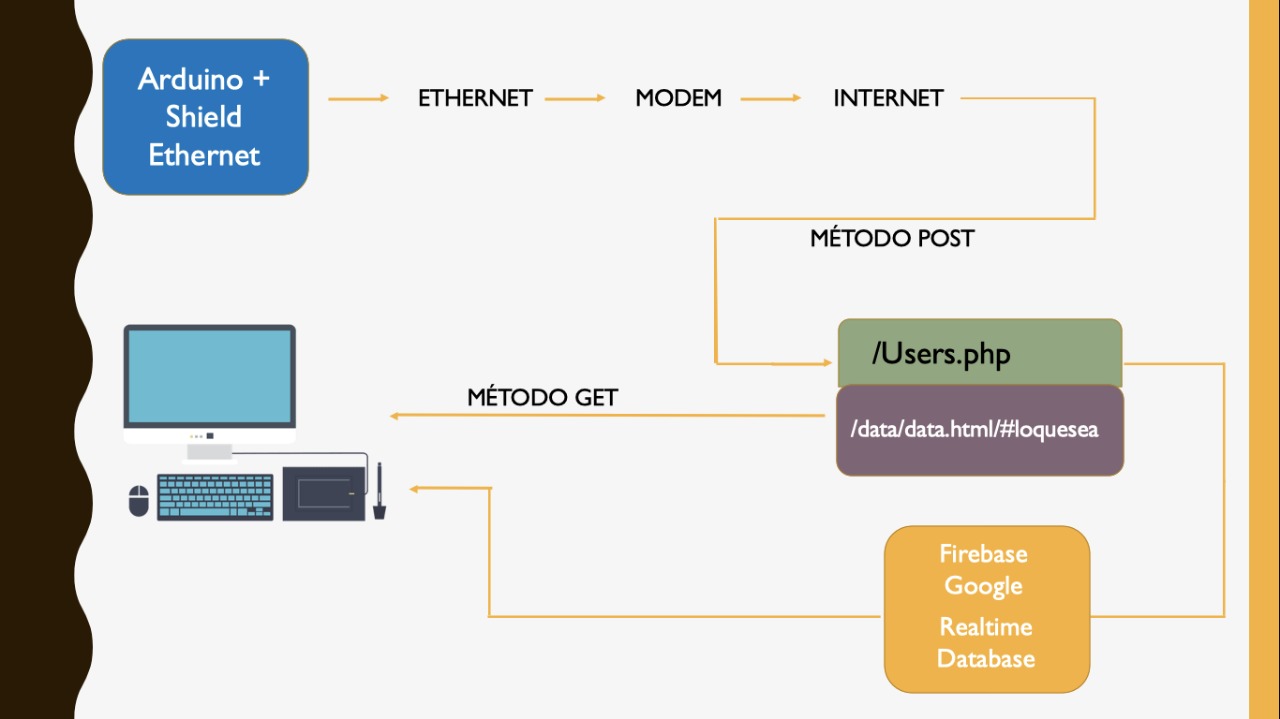 Arduino +
Shield
Ethernet
ETHERNET
MODEM
INTERNET
MÉTODO POST
/Users.php
MÉTODO GET
/data/data.html/#loquesea
Firebase
Google
Realtime
Database